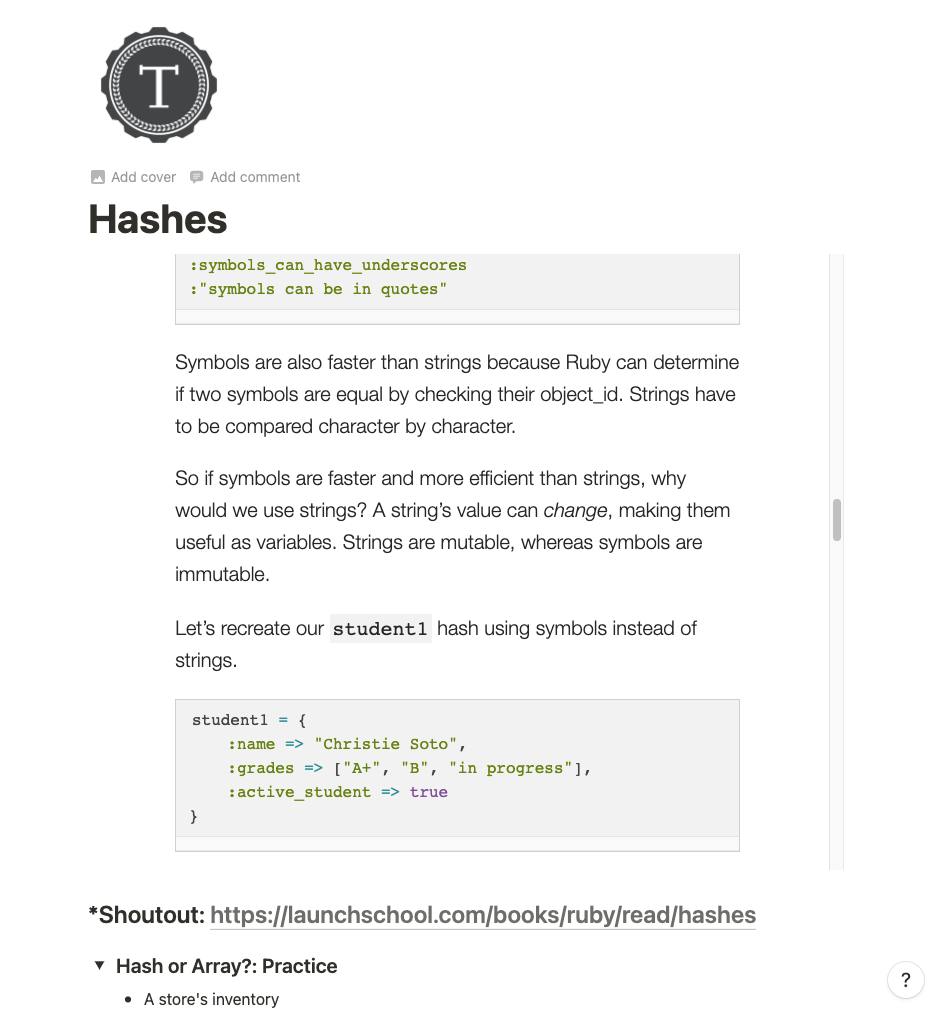 T
Add cover Add comment
Hashes
:symbols_can_have_underscores
:"symbols can be in quotes"
Symbols are also faster than strings because Ruby can determine
if two symbols are equal by checking their object_id. Strings have
to be compared character by character.
So if symbols are faster and more efficient than strings, why
would we use strings? A string’s value can change, making them
useful as variables. Strings are mutable, whereas symbols are
immutable.
Let’s recreate our student1 hash using symbols instead of
strings.
student1 = {
    :name => "Christie Soto",
    :grades => ["A+", "B", "in progress"],
    :active_student => true
}
*Shoutout: https://launchschool.com/books/ruby/read/hashes
▼ Hash or Array?: Practice
• A store's inventory
?